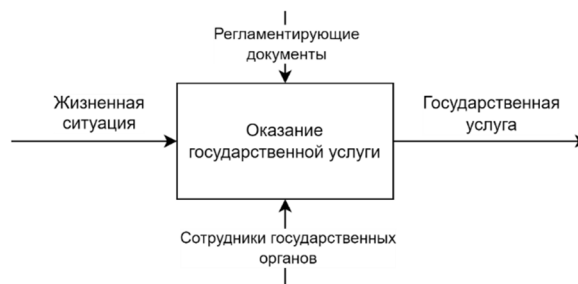 Регламентирующие
документы
Жизненная
ситуация
Оказание
государственной услуги
Государственная
услуга
Сотрудники государственных
органов